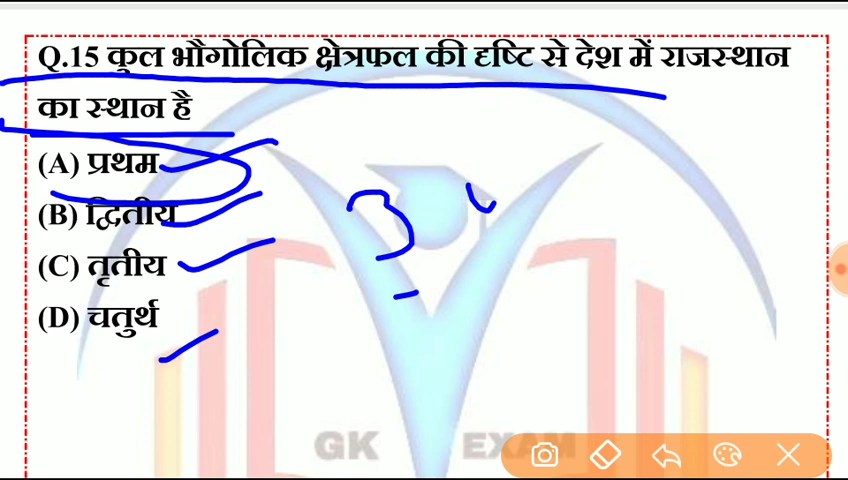 Q.15 कुल भौगोलिक क्षेत्रफल की दृष्टि से देश में राजस्थान
का स्थान है
(A) प्रथम
(B) द्वितीय
(C) तृतीय
(D) चतुर्थ
GK EXAM